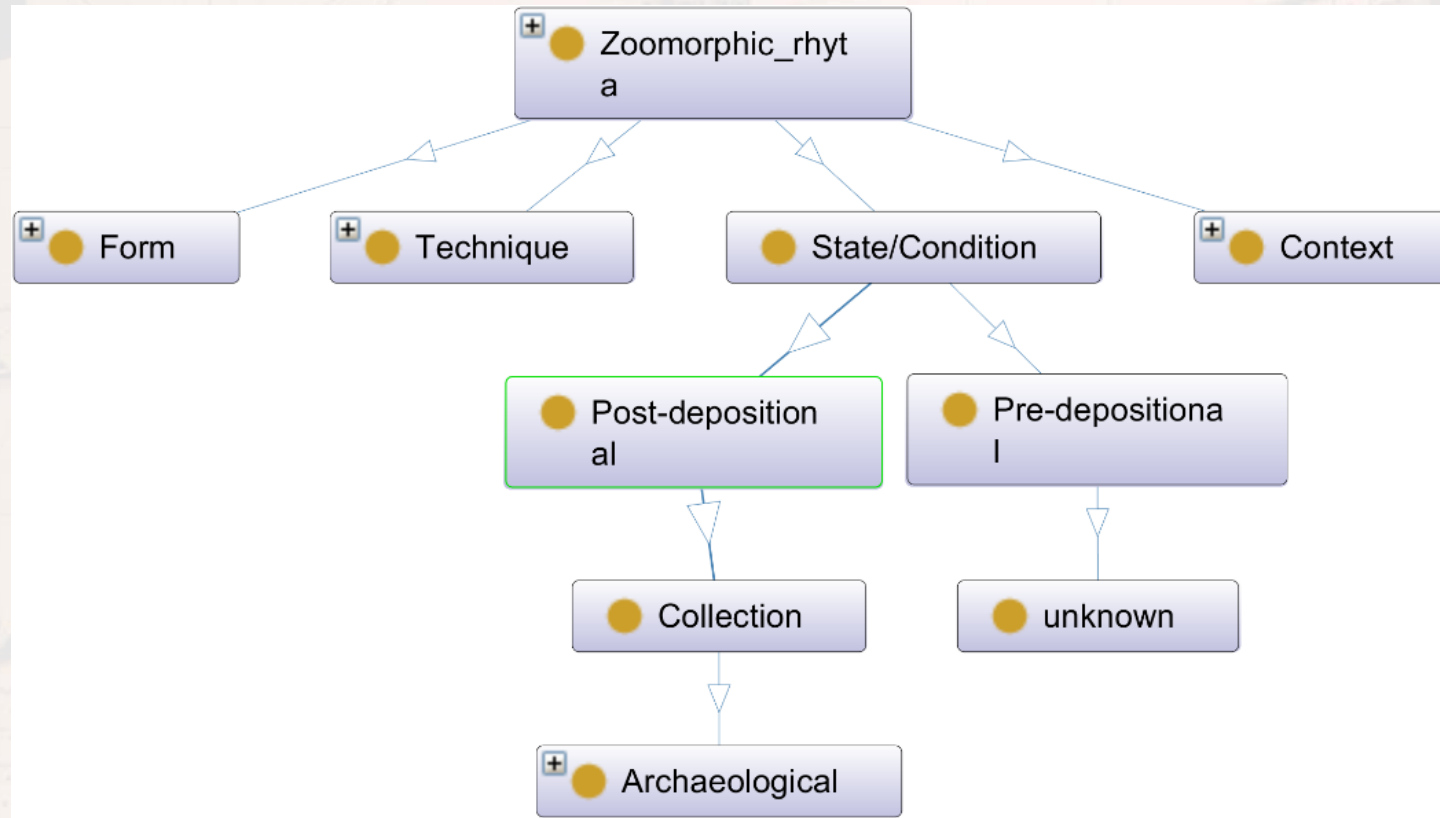 Zoomorphic_rhyt
a
Form
Technique
State/Condition
Context
Post-deposition
al
Pre-depositiona
l
Collection
unknown
Archaeological